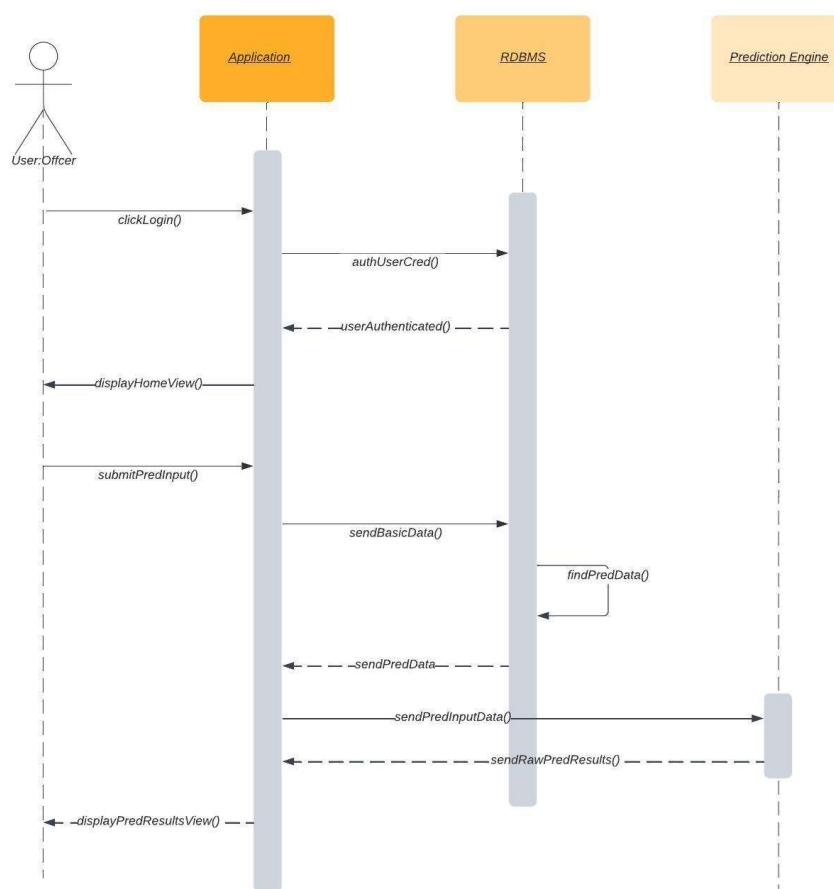 Application
RDBMS
Prediction Engine
User:Offcer
clickLogin()
authUserCred()
userAuthenticated()
displayHomeView()
submitPredInput()
sendBasicData()
findPredData()
sendPredData
sendPredInputData()
sendRawPredResults()
displayPredResultsView()